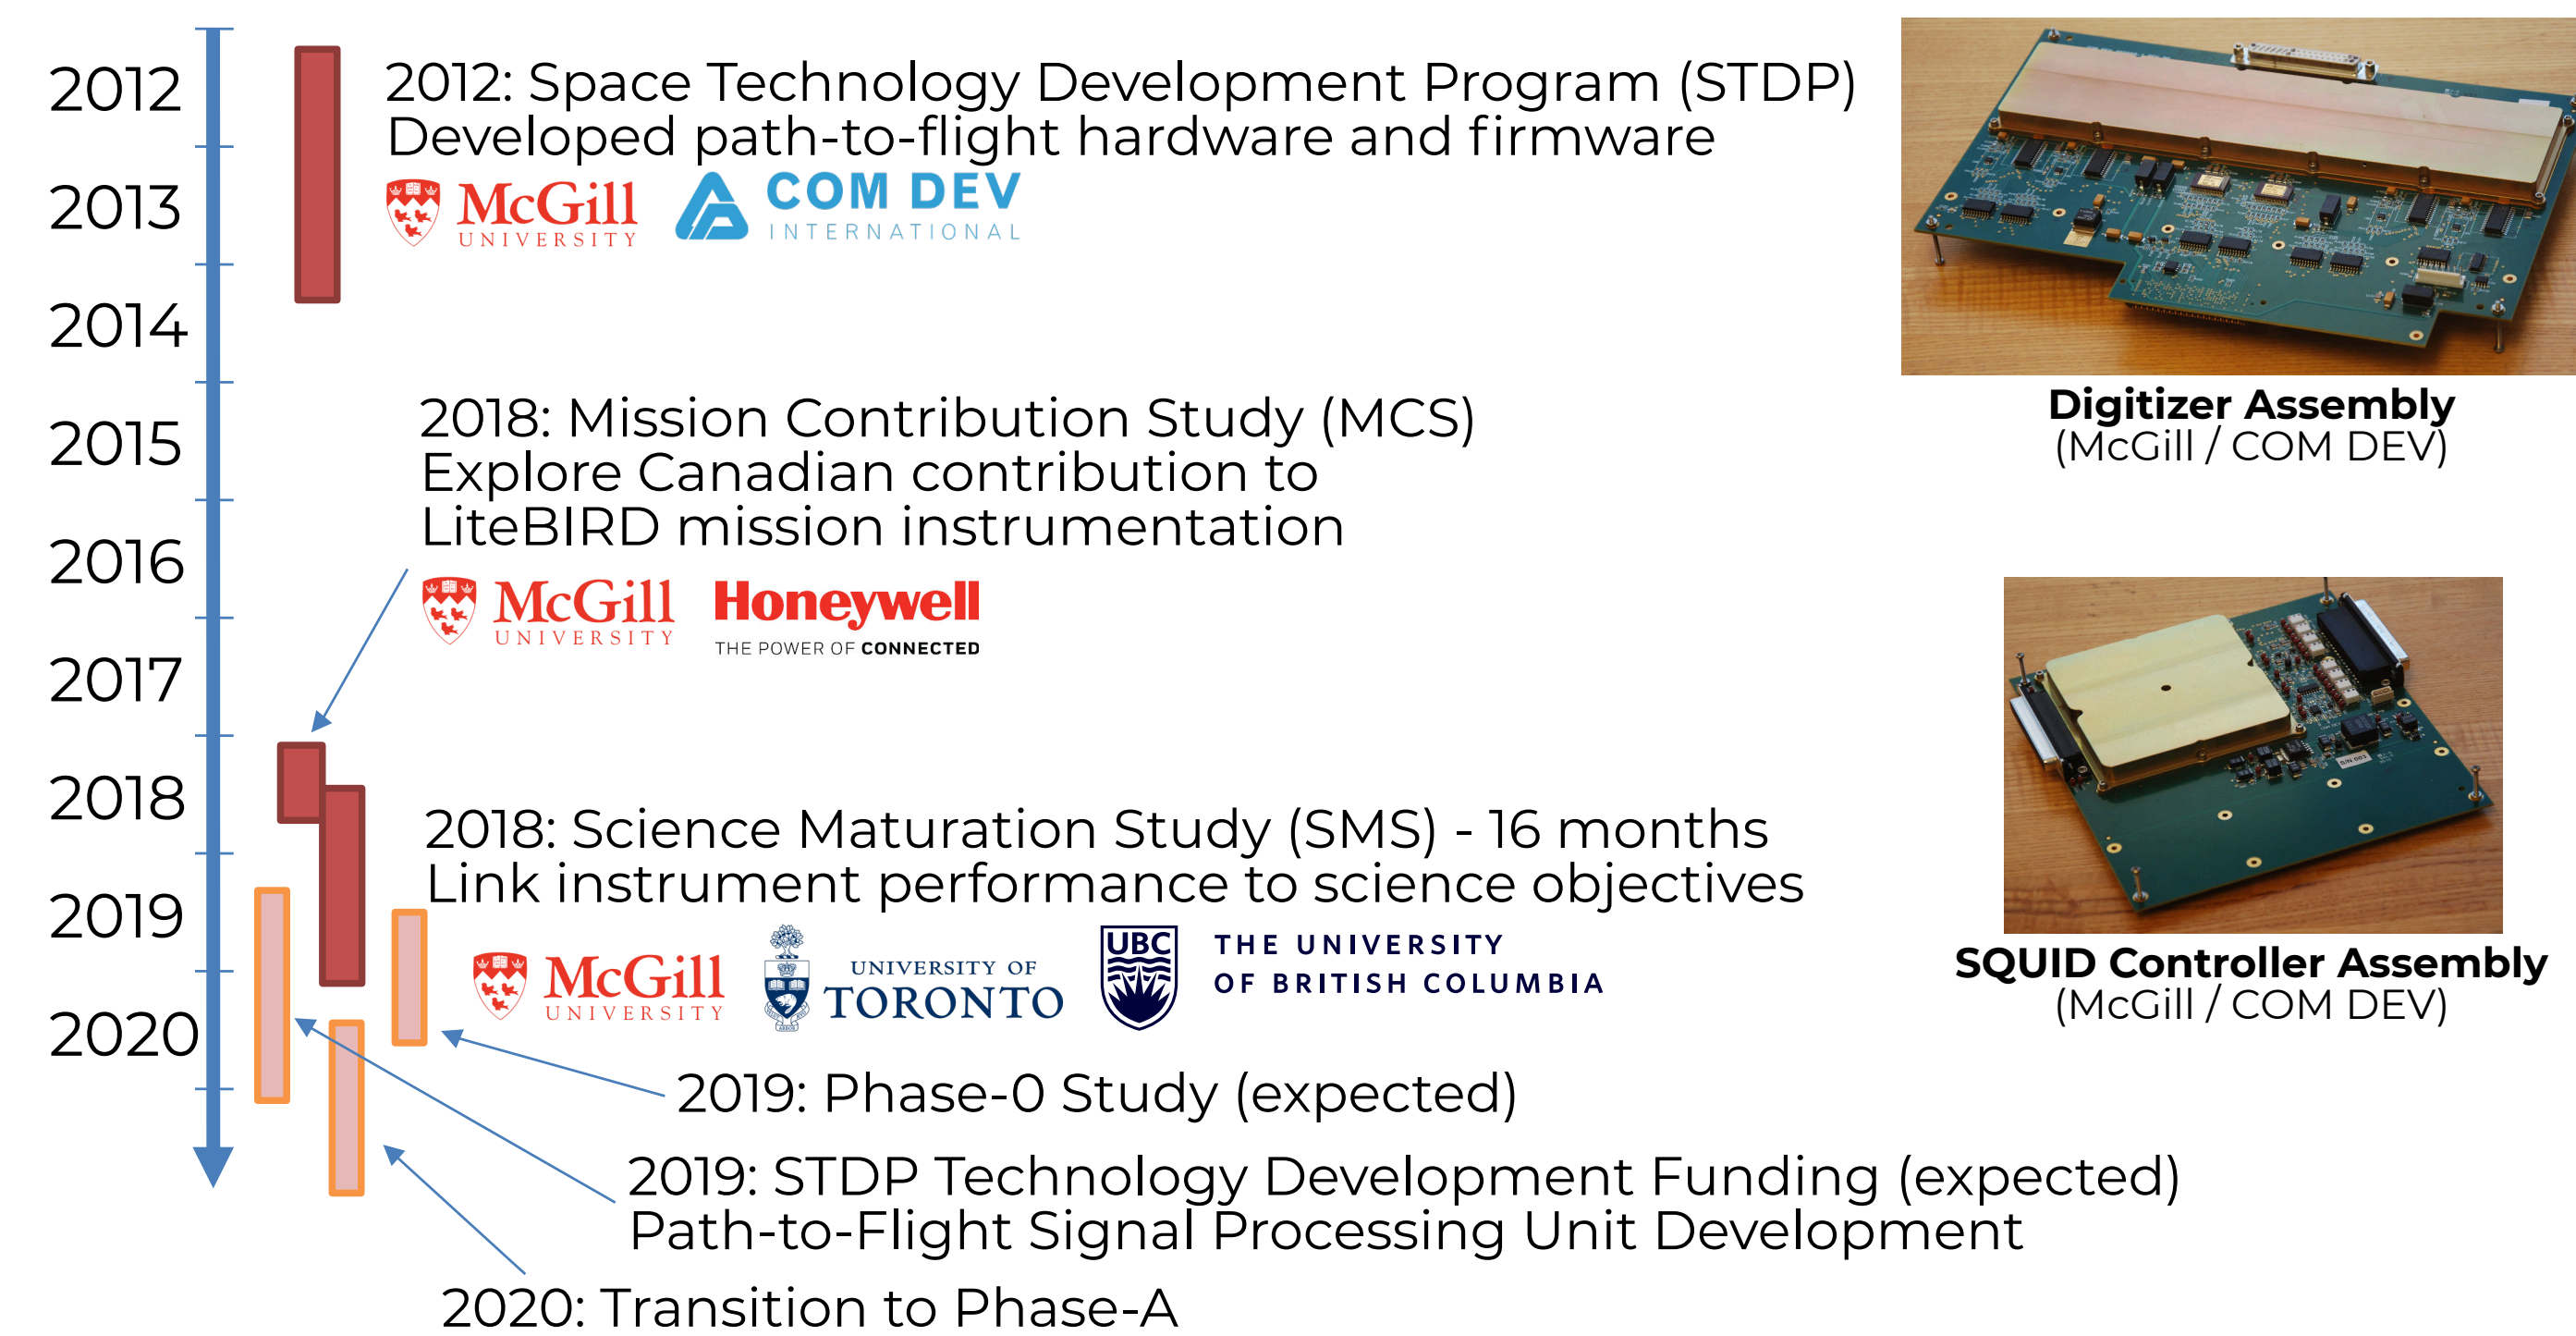 2012
2013
2014
2015
2016
2017
2018
2019
2020
2012: Space Technology Development Program (STDP)
Developed path-to-flight hardware and firmware
McGill
UNIVERSITY
COM DEV
INTERNATIONAL
2018: Mission Contribution Study (MCS)
Explore Canadian contribution to
LiteBIRD mission instrumentation
McGill
UNIVERSITY
Honeywell
THE POWER OF CONNECTED
2018: Science Maturation Study (SMS) - 16 months
Link instrument performance to science objectives
McGill
UNIVERSITY
UNIVERSITY OF
TORONTO
UBC
THE UNIVERSITY
OF BRITISH COLUMBIA
2019: Phase-0 Study (expected)
2019: STDP Technology Development Funding (expected)
Path-to-Flight Signal Processing Unit Development
2020: Transition to Phase-A
Digitizer Assembly
(McGill / COM DEV)
S/N 003
SQUID Controller Assembly
(McGill / COM DEV)